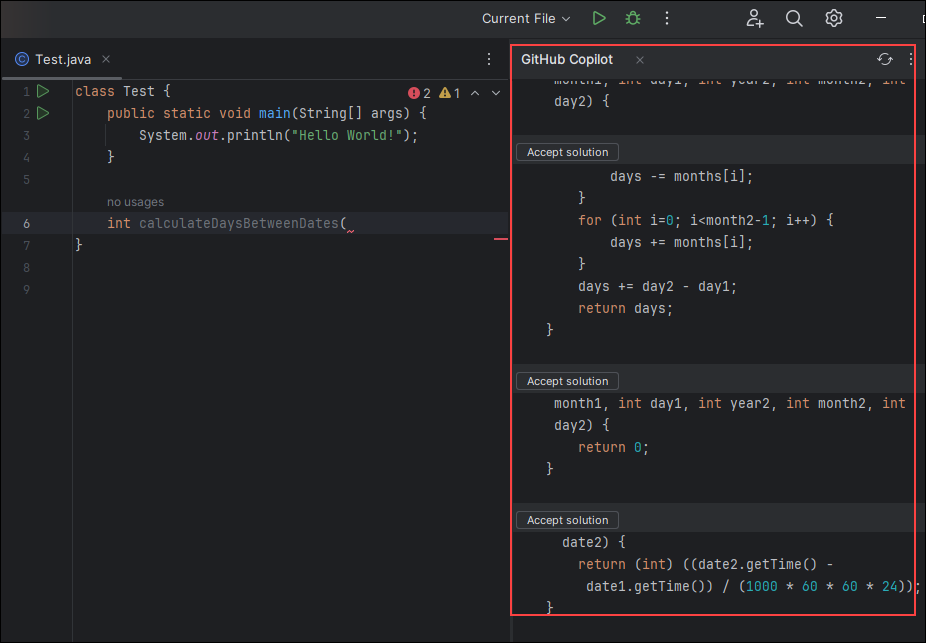 Current File
Test.java
1 class Test {
2 1
2 public static void main(String[] args) {
3 System.out.println("Hello World!");
4 }
5
no usages
6 int calculateDaysBetweenDates(
7 }
8
9
GitHub Copilot
month1, int day1, int year2, int month2, int
day2) {
Accept solution
days -= months[i];
}
for (int i=0; i<month2-1; i++) {
days += months[i];
}
days += day2 - day1;
return days;
}
Accept solution
month1, int day1, int year2, int month2, int
day2) {
return 0;
}
Accept solution
date2) {
return (int) ((date2.getTime() -
date1.getTime()) / (1000 * 60 * 60 * 24));
}